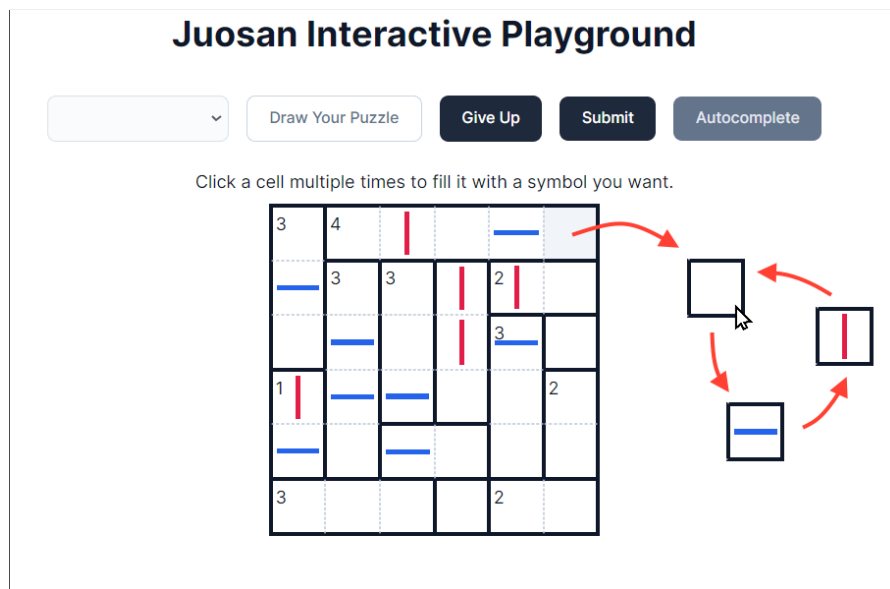 Juosan Interactive Playground
Draw Your Puzzle Give Up Submit Autocomplete
Click a cell multiple times to fill it with a symbol you want.
3 4
3 3 2
3
1 2
3 2